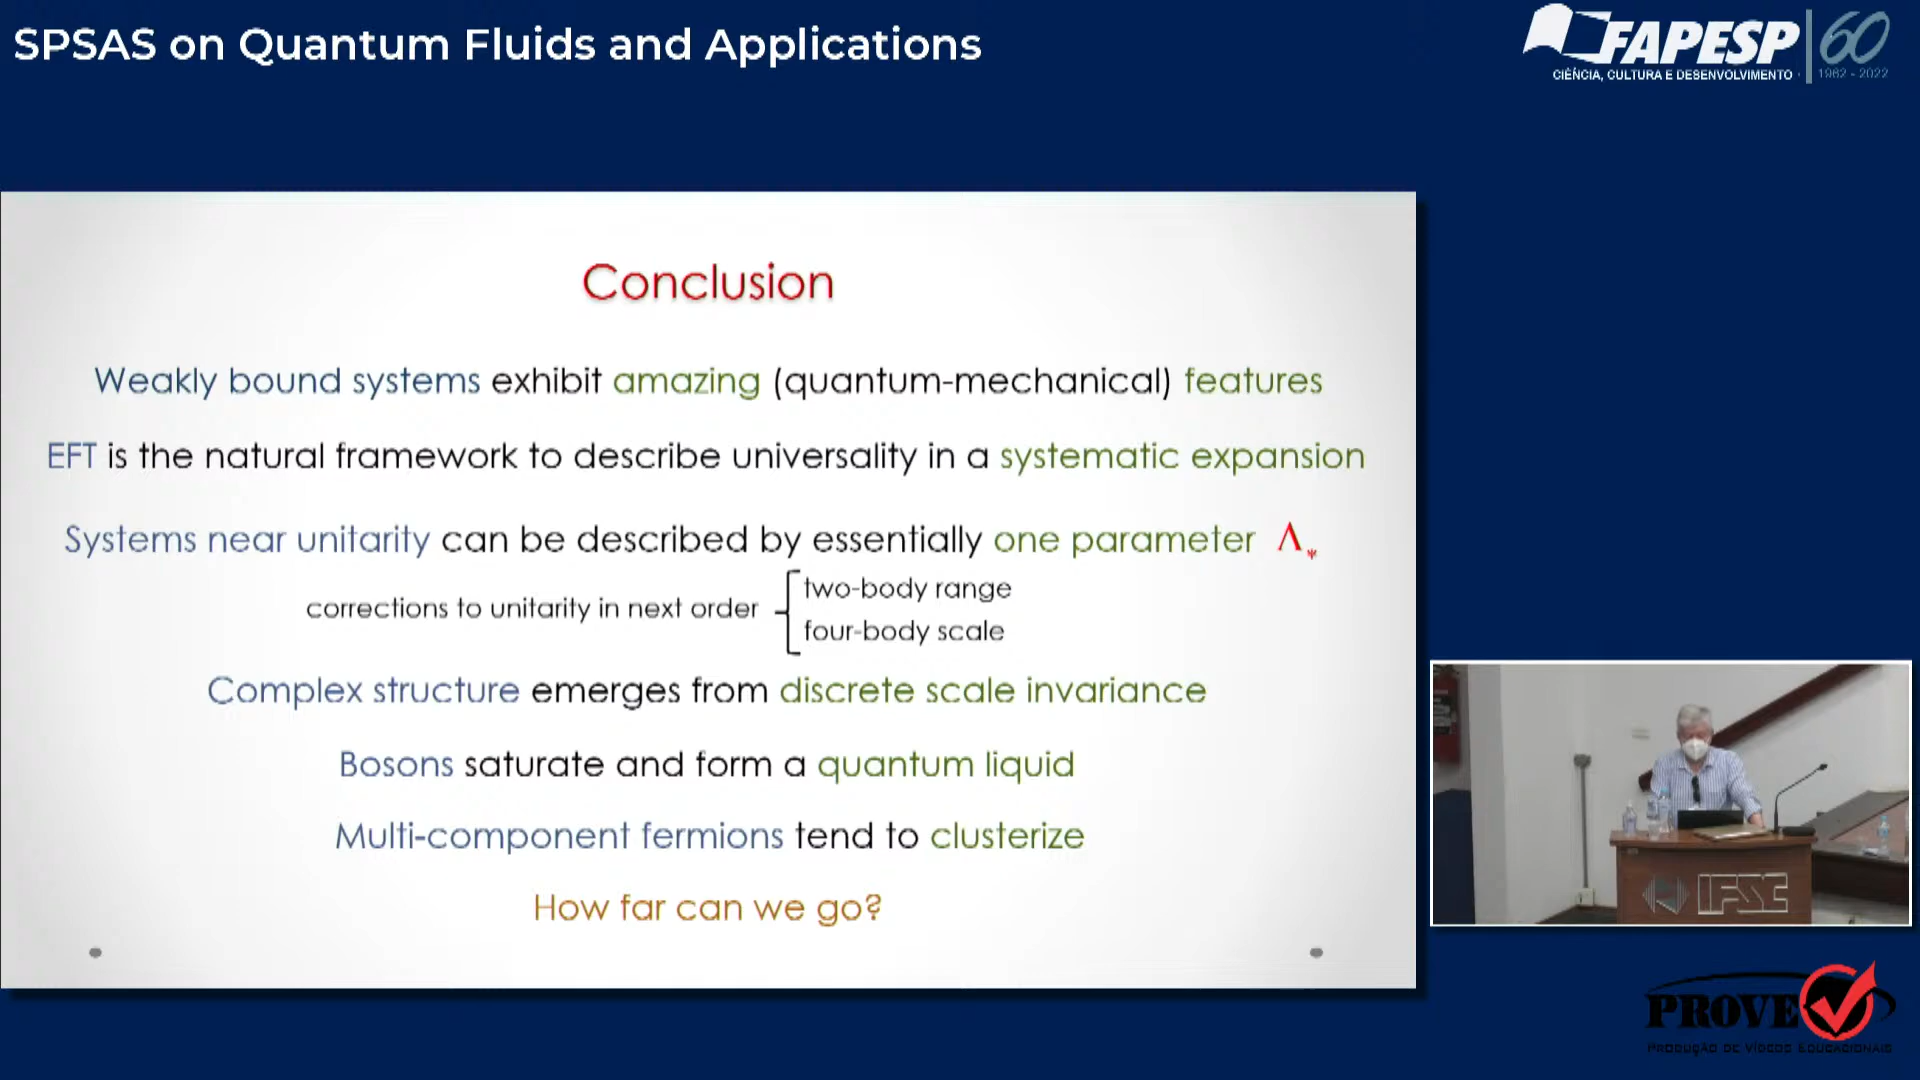 SPSAS on Quantum Fluids and Applications
FAPESP 60
CIÊNCIA, CULTURA E DESENVOLVIMENTO 1962 - 2022
Conclusion
Weakly bound systems exhibit amazing (quantum-mechanical) features
EFT is the natural framework to describe universality in a systematic expansion
Systems near unitarity can be described by essentially one parameter Λ*
corrections to unitarity in next order
two-body range
four-body scale
Complex structure emerges from discrete scale invariance
Bosons saturate and form a quantum liquid
Multi-component fermions tend to clusterize
How far can we go?
IFSC
PROVE
PRODUÇÃO DE VÍDEOS EDUCACIONAIS